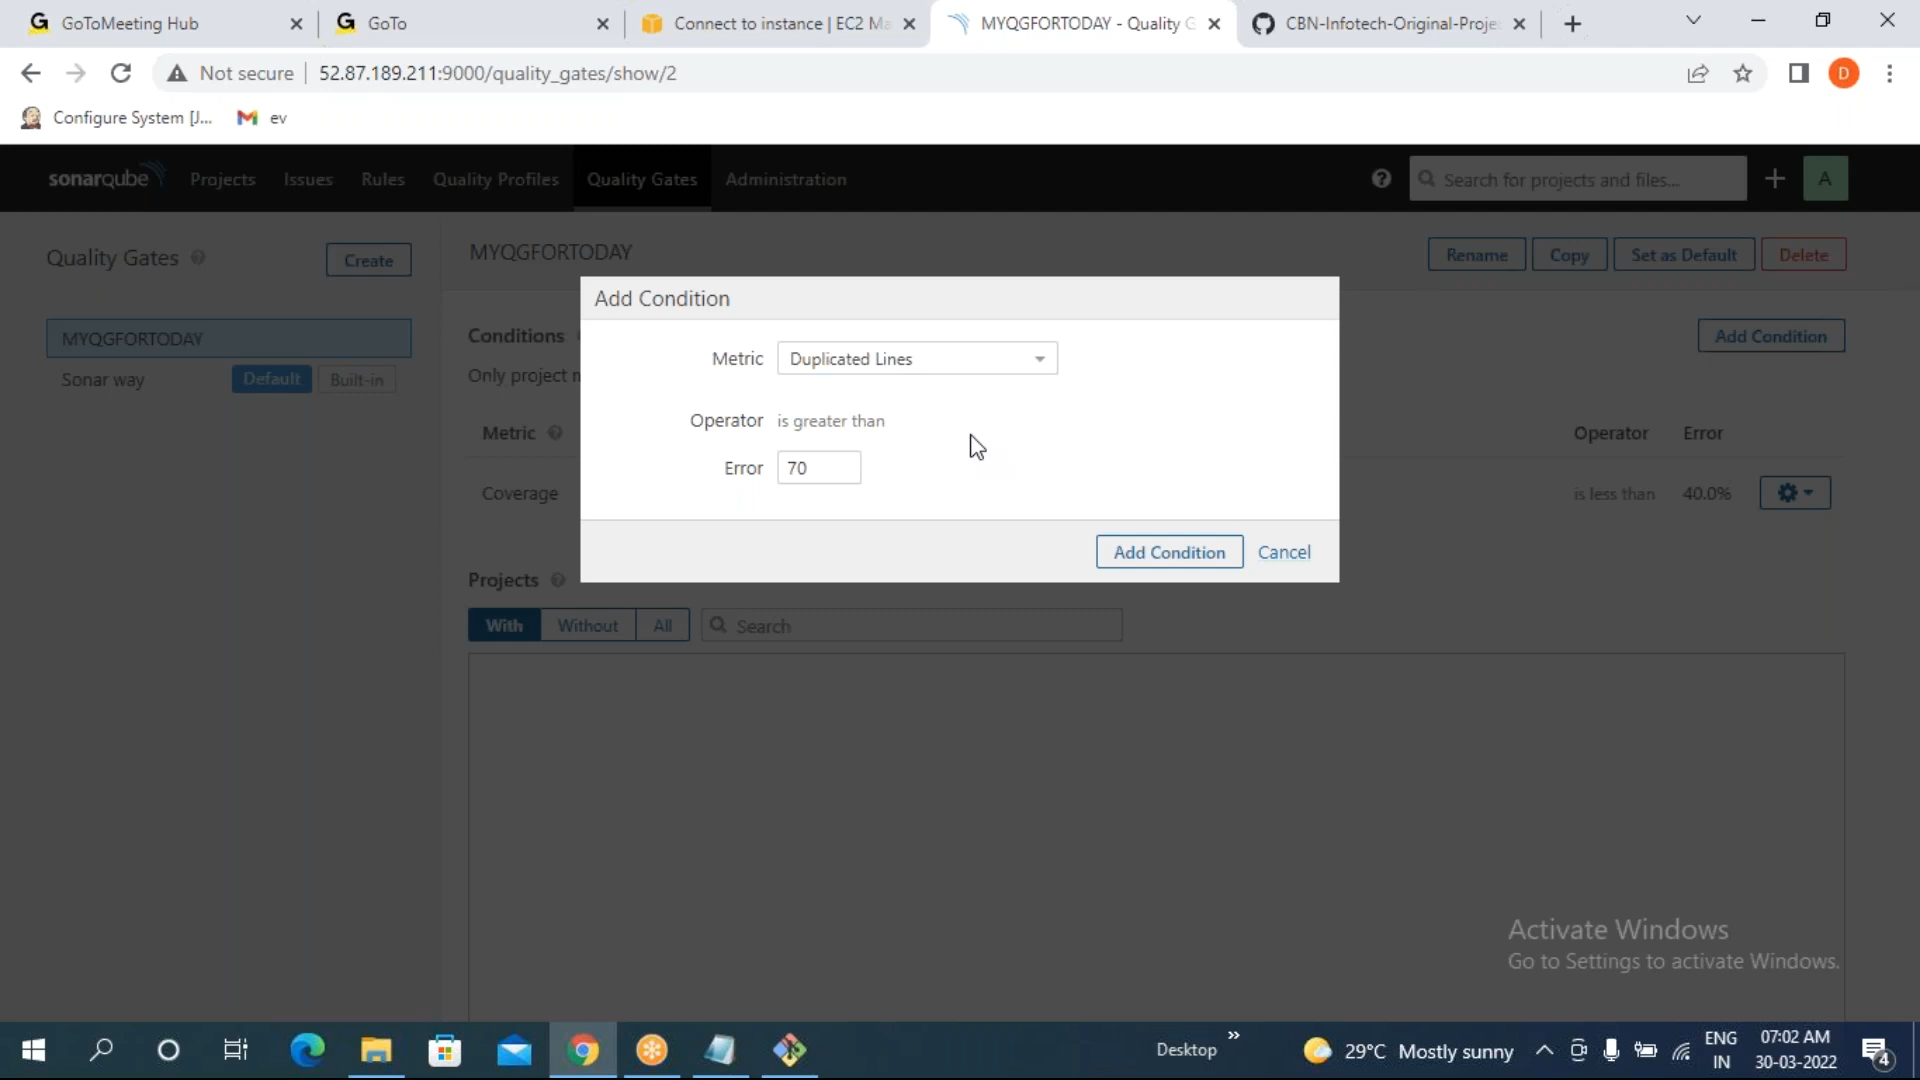 GoToMeeting Hub
GoTo
Connect to instance | EC2 Ma
MYQGFORTODAY - Quality G
CBN-Infotech-Original-Projec
Not secure
52.87.189.211:9000/quality_gates/show/2
D
Configure System [J...
ev
sonarqube
Projects
Issues
Rules
Quality Profiles
Quality Gates
Administration
Search for projects and files...
A
Quality Gates
Create
MYQGFORTODAY
Rename
Copy
Set as Default
Delete
Add Condition
MYQGFORTODAY
Sonar way
Default
Built-in
Conditions
Add Condition
Only project m
Metric
Duplicated Lines
Operator
is greater than
Error
70
Add Condition
Cancel
Metric
Operator
Error
Coverage
is less than
40.0%
Projects
With
Without
All
Search
Activate Windows
Go to Settings to activate Windows.
Desktop
29°C Mostly sunny
ENG
IN
07:02 AM
30-03-2022
4